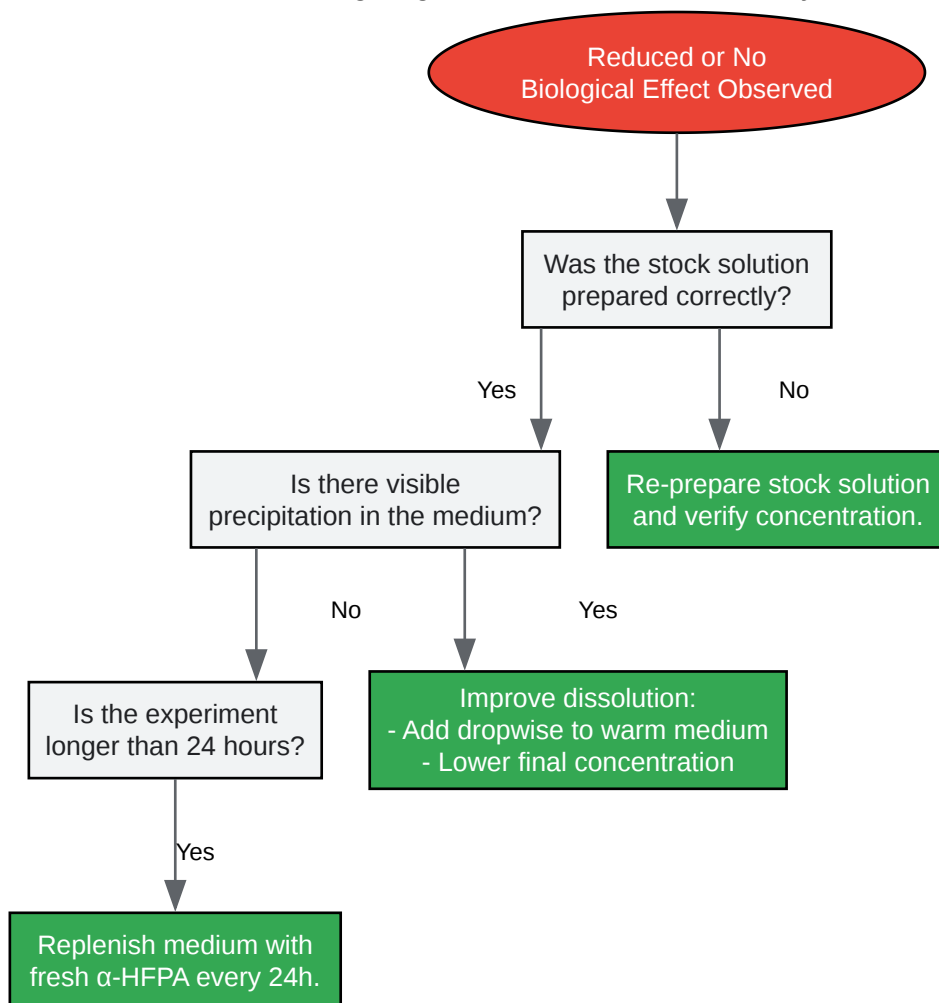 Reduced or No
Biological Effect Observed
Was the stock solution
prepared correctly?
Yes
No
Is there visible
precipitation in the medium?
Re-prepare stock solution
and verify concentration.
No
Yes
Is the experiment
longer than 24 hours?
Improve dissolution:
- Add dropwise to warm medium
- Lower final concentration
Yes
Replenish medium with
fresh α-HFPA every 24h.